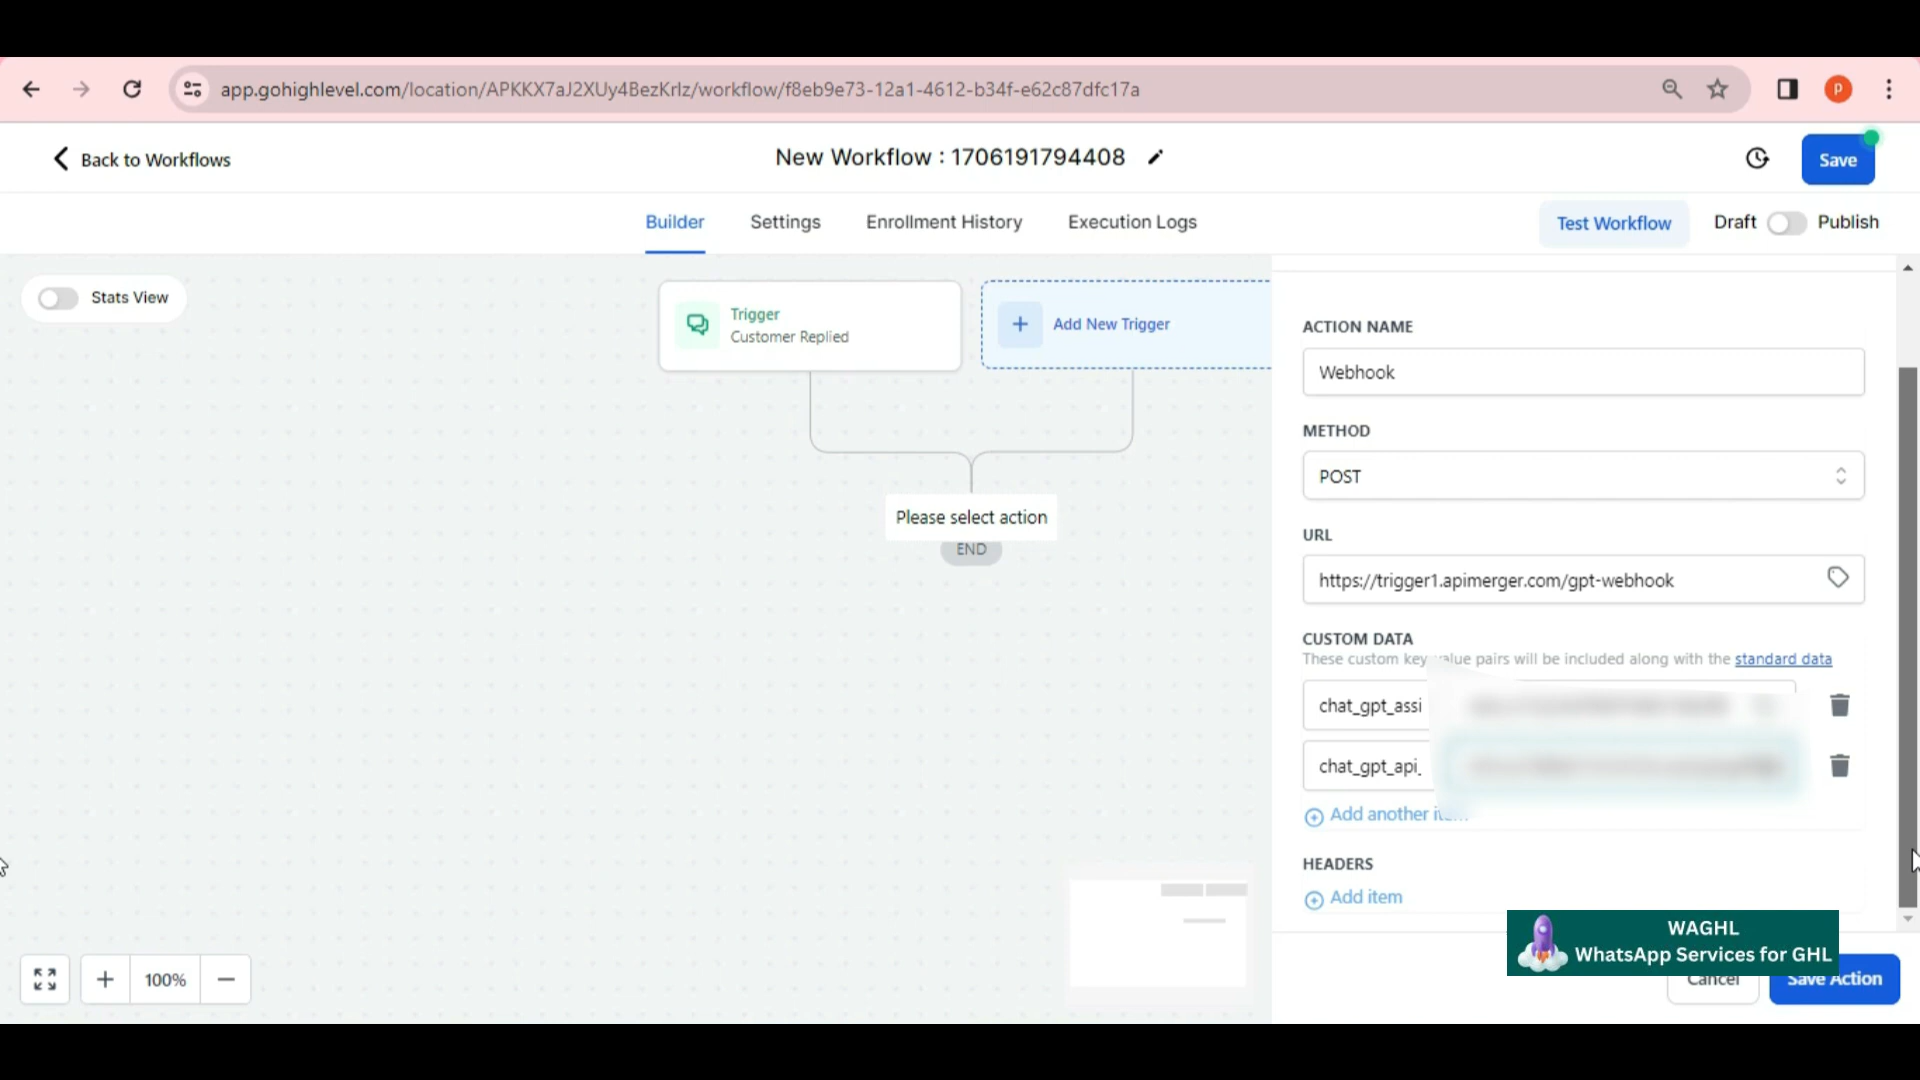 app.gohighlevel.com/location/APKKX7aJ2XUy4BezKrlz/workflow/f8eb9e73-12a1-4612-b34f-e62c87dfc17a
P
Back to Workflows
New Workflow : 1706191794408
Save
Builder
Settings
Enrollment History
Execution Logs
Test Workflow
Draft
Publish
Stats View
Trigger
Customer Replied
Add New Trigger
Please select action
END
100%
ACTION NAME
Webhook
METHOD
POST
URL
https://trigger1.apimerger.com/gpt-webhook
CUSTOM DATA
These custom key value pairs will be included along with the standard data
chat_gpt_assi
chat_gpt_api_
Add another
HEADERS
Add item
WAGHL
WhatsApp Services for GHL
Cancel
Save Action